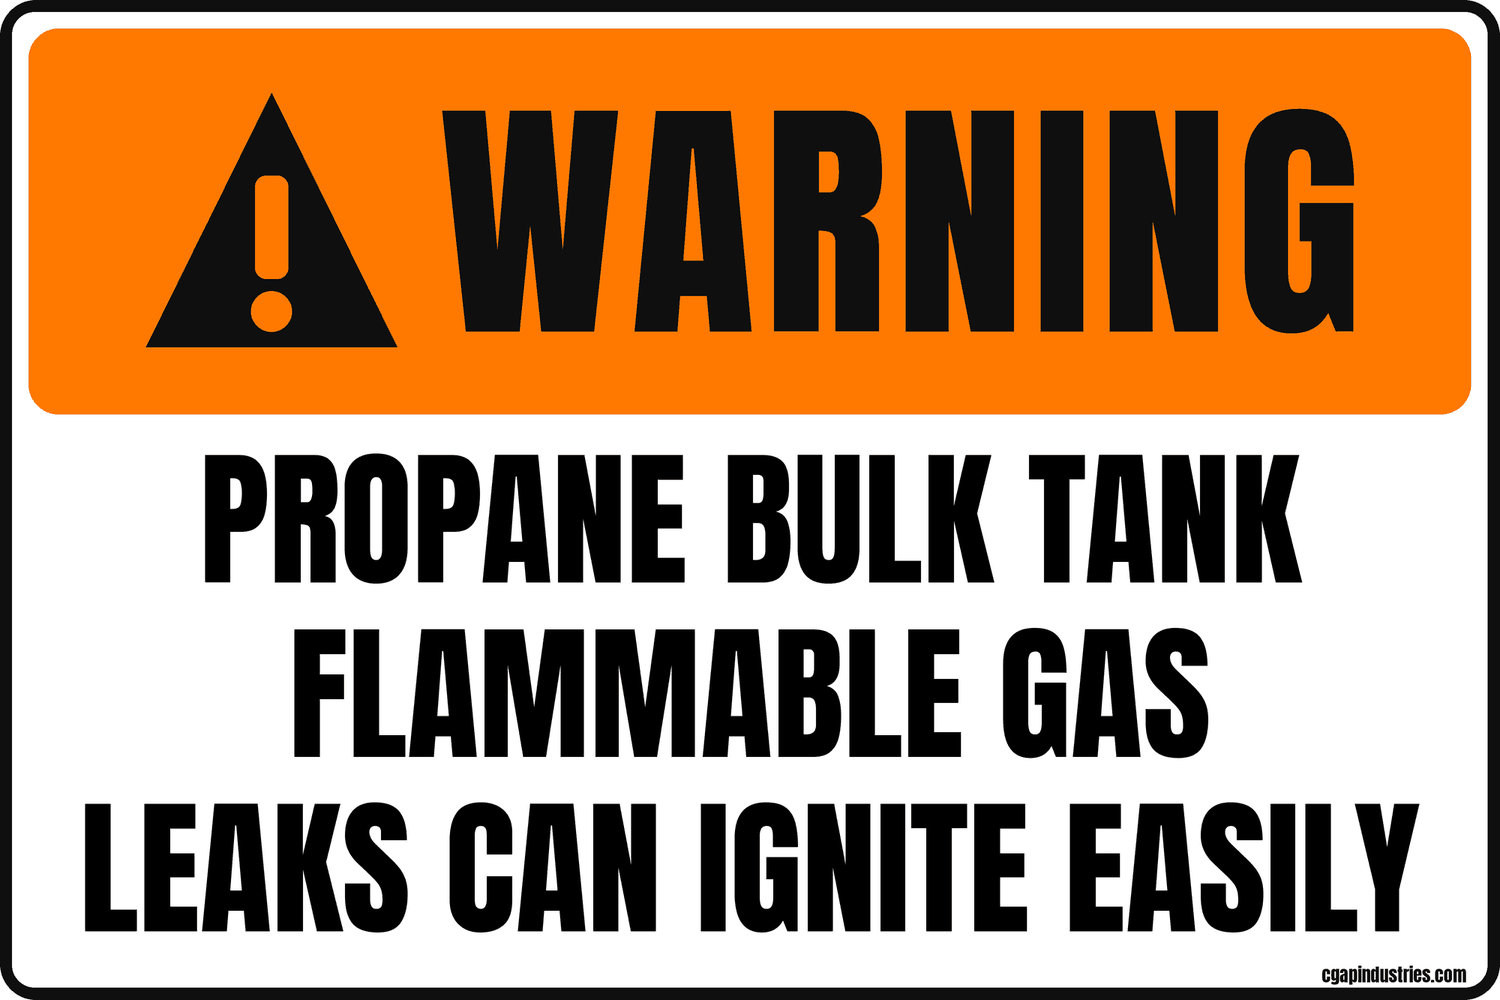 WARNING
PROPANE BULK TANK
FLAMMABLE GAS
LEAKS CAN IGNITE EASILY
cgapindustries.com